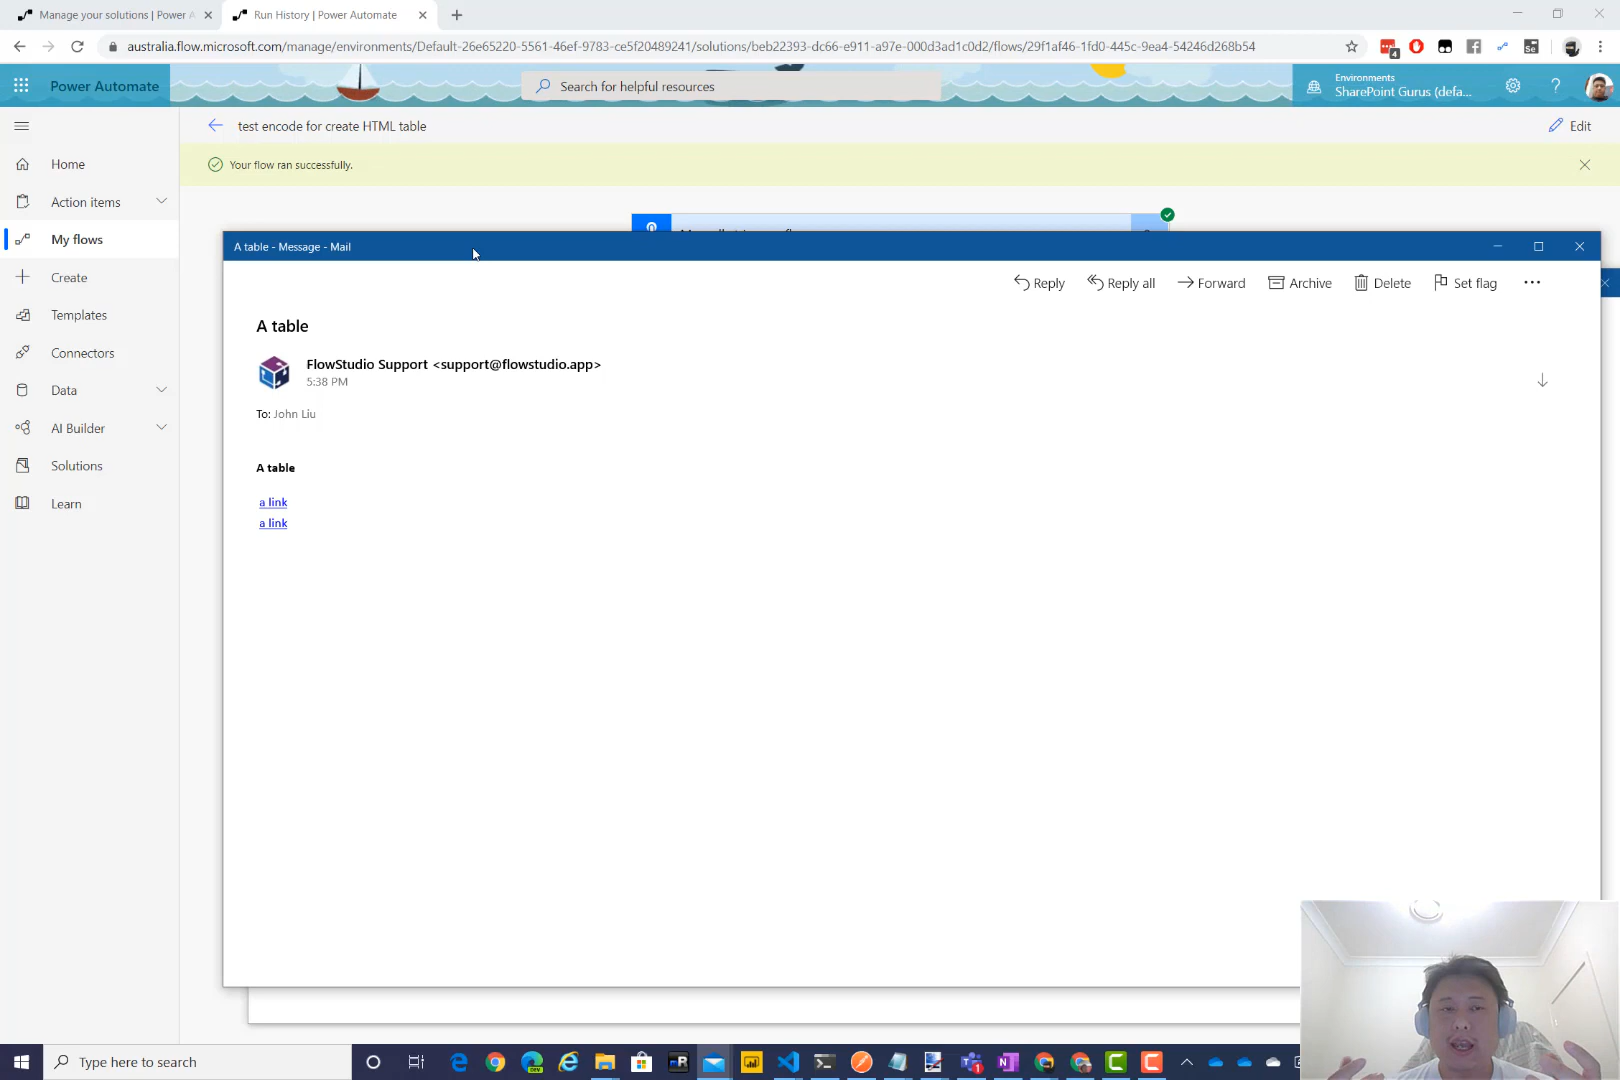 Manage your solutions | Power A
Run History | Power Automate
australia.flow.microsoft.com/manage/environments/Default-26e65220-5561-46ef-9783-ce5f20489241/solutions/beb22393-dc66-e911-a97e-000d3ad1c0d2/flows/29f1af46-1fd0-445c-9ea4-54246d268b54
4
Se
Power Automate
Search for helpful resources
Environments
SharePoint Gurus (defa...
test encode for create HTML table
Edit
Your flow ran successfully.
Home
Action items
My flows
Create
Templates
Connectors
Data
AI Builder
Solutions
Learn
A table - Message - Mail
Reply
Reply all
Forward
Archive
Delete
Set flag
A table
FlowStudio Support <support@flowstudio.app>
5:38 PM
To: John Liu
A table
a link
a link
Type here to search
DEV
mR
1